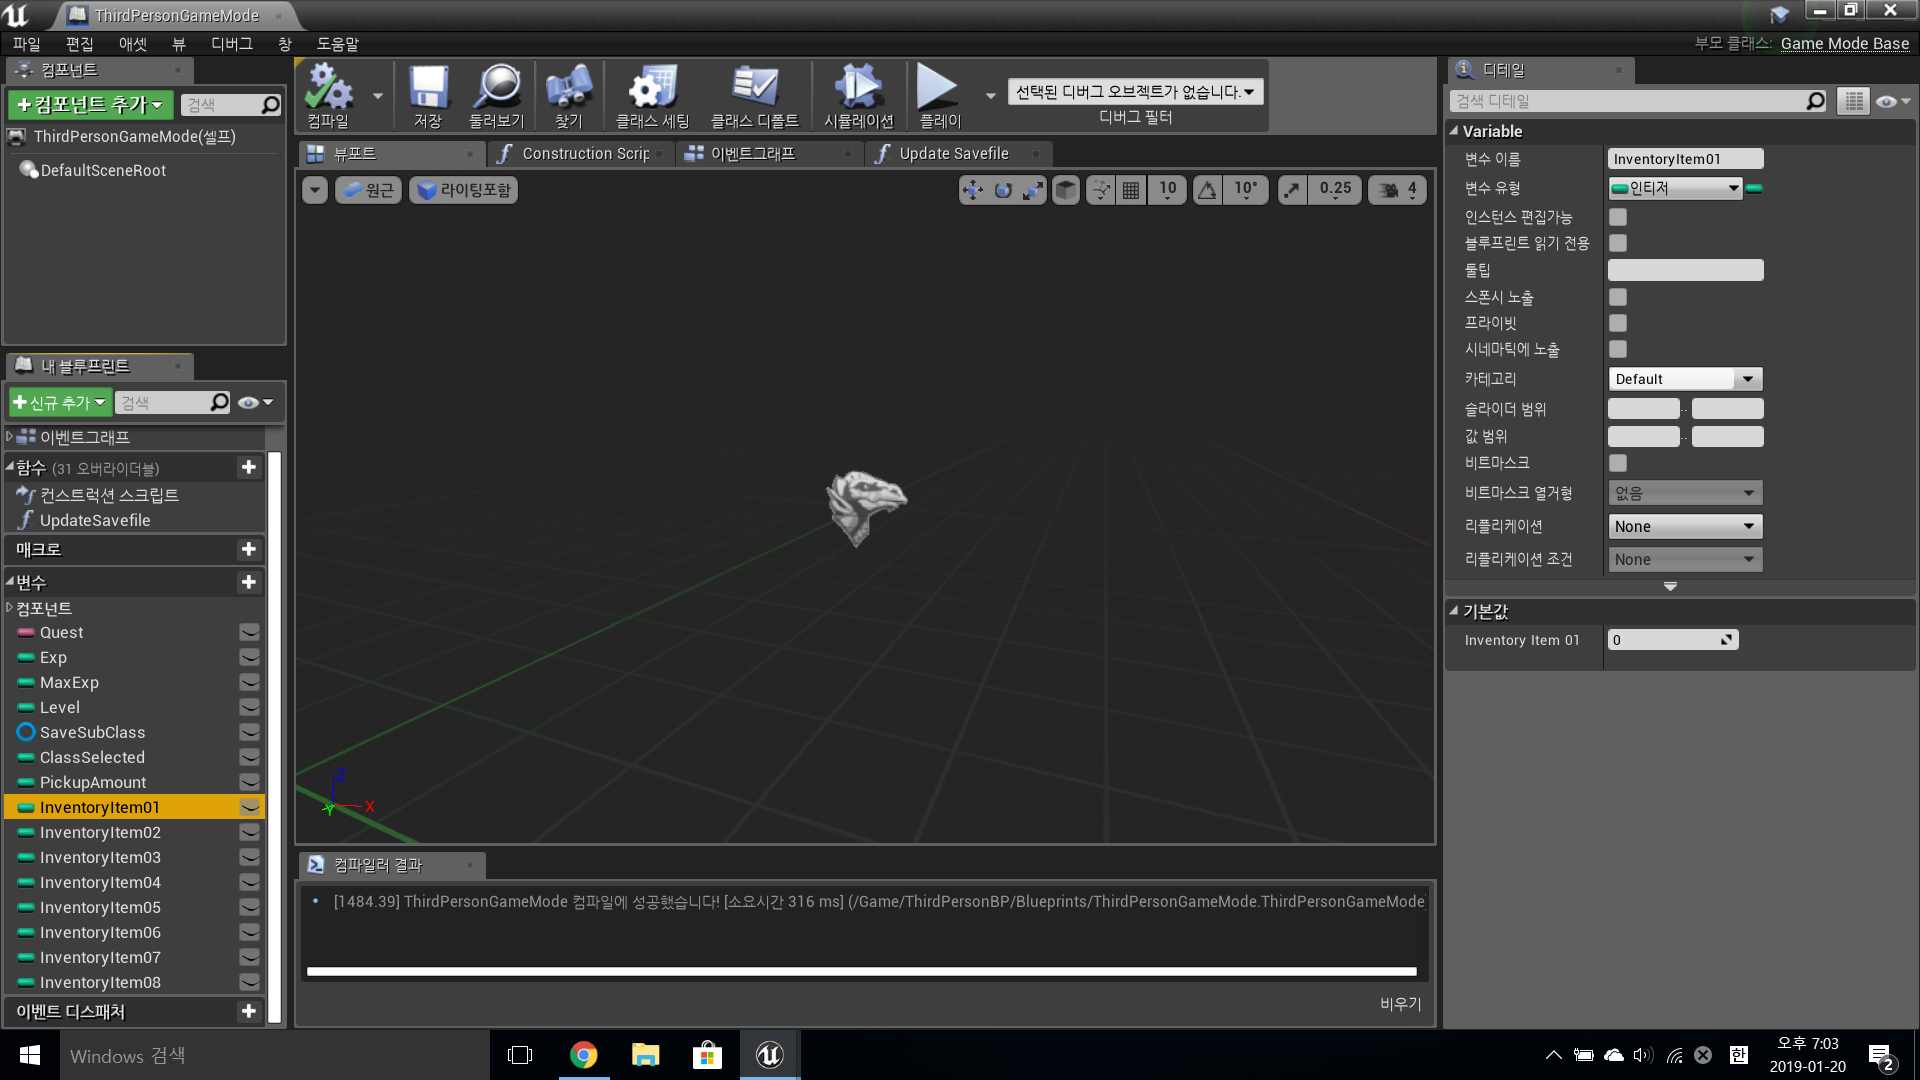 ThirdPersonGameMode
파일 편집 애셋 뷰 디버그 창 도움말
부모 클래스: Game Mode Base
컴포넌트
+컴포넌트 추가
검색
ThirdPersonGameMode(셀프)
DefaultSceneRoot
컴파일 저장 둘러보기 찾기 클래스 세팅 클래스 디폴트 시뮬레이션 플레이
선택된 디버그 오브젝트가 없습니다.
디버그 필터
뷰포트 Construction Scrip 이벤트그래프 Update Savefile
원근 라이팅포함 10 10° 0.25 4
Z
Y
X
내 블루프린트
+신규 추가 검색
이벤트그래프
함수 (31 오버라이더블)
컨스트럭션 스크립트
UpdateSavefile
매크로
변수
컴포넌트
Quest
Exp
MaxExp
Level
SaveSubClass
ClassSelected
PickupAmount
InventoryItem01
InventoryItem02
InventoryItem03
InventoryItem04
InventoryItem05
InventoryItem06
InventoryItem07
InventoryItem08
이벤트 디스패처
컴파일러 결과
[1484.39] ThirdPersonGameMode 컴파일에 성공했습니다! [소요시간 316 ms] (/Game/ThirdPersonBP/Blueprints/ThirdPersonGameMode.ThirdPersonGameMode
비우기
디테일
검색 디테일
Variable
변수 이름 InventoryItem01
변수 유형 인티저
인스턴스 편집가능
블루프린트 읽기 전용
툴팁
스폰시 노출
프라이빗
시네마틱에 노출
카테고리 Default
슬라이더 범위 ..
값 범위 ..
비트마스크
비트마스크 열거형 없음
리플리케이션 None
리플리케이션 조건 None
기본값
Inventory Item 01 0
Windows 검색
한
오후 7:03
2019-01-20
2